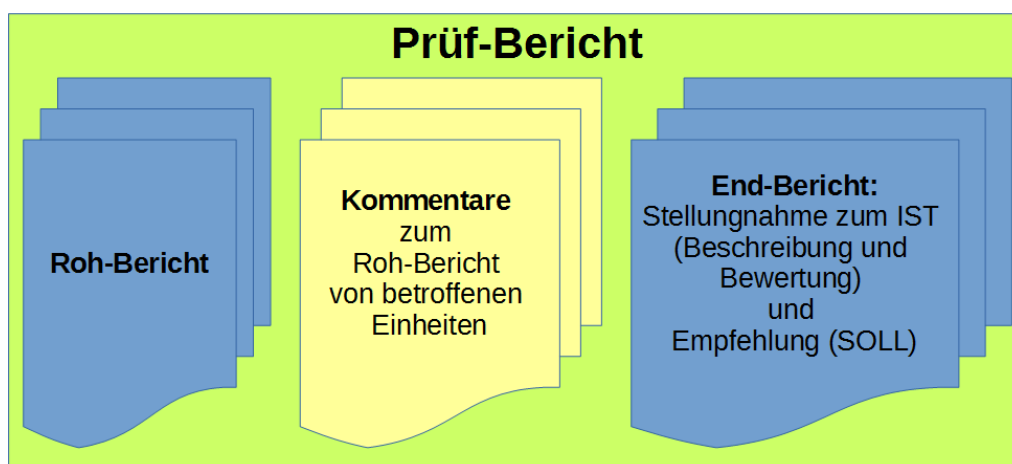 Prüf-Bericht
Roh-Bericht
Kommentare
zum
Roh-Bericht
von betroffenen
Einheiten
End-Bericht:
Stellungnahme zum IST
(Beschreibung und
Bewertung)
und
Empfehlung (SOLL)